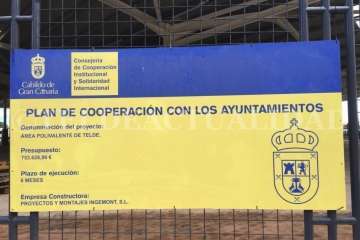 Cabildo de
Gran Canaria
Consejería
de Cooperación
Institucional
y Solidaridad
Internacional
PLAN DE COOPERACIÓN CON LOS AYUNTAMIENTOS
Denominación del proyecto:
ÁREA POLIVALENTE DE TELDE.
Presupuesto:
Plazo de ejecución:
6 MESES
Empresa Constructora:
PROYECTOS Y MONTAJES INGEMONT, S.L.